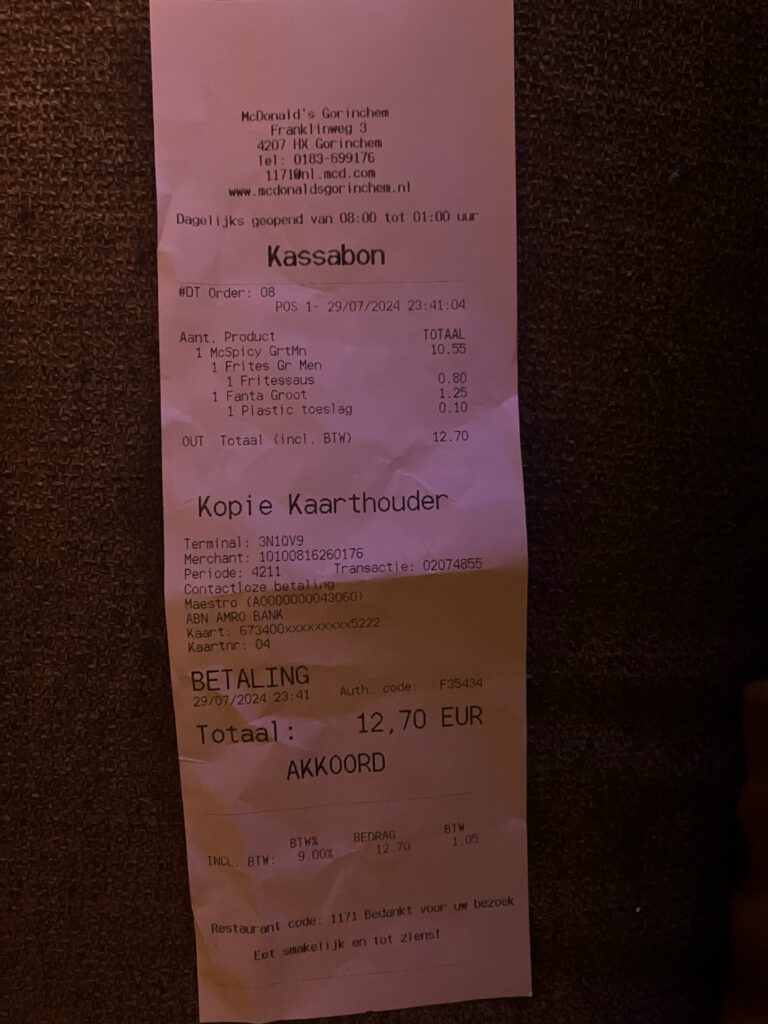 McDonald's Gorinchem
Franklinweg 3
4207 HX Gorinchem
Tel: 0183-699176
1171@nl.mcd.com
www.mcdonaldsgorinchem.nl
Dagelijks geopend van 08:00 tot 01:00 uur
Kassabon
#DT Order: 08
POS 1- 29/07/2024 23:41:04
Aant. Product TOTAAL
1 McSpicy GrtMn 10.55
1 Frites Gr Men
1 Fritessaus 0.80
1 Fanta Groot 1.25
1 Plastic toeslag 0.10
OUT Totaal (incl. BTW) 12.70
Kopie Kaarthouder
Terminal: 3N1QV9
Merchant: 10100816260176
Periode: 4211 Transactie: 02074855
Contactloze betaling
Maestro (A0000000043060)
ABN AMRO BANK
Kaart: 673400xxxxxxxxx5222
Kaartnr: 04
BETALING
29/07/2024 23:41 Auth. code: F35434
Totaal: 12,70 EUR
AKKOORD
BTW% BEDRAG BTW
INCL. BTW: 9.00% 12.70 1.05
Restaurant code: 1171 Bedankt voor uw bezoek
Eet smakelijk en tot ziens!